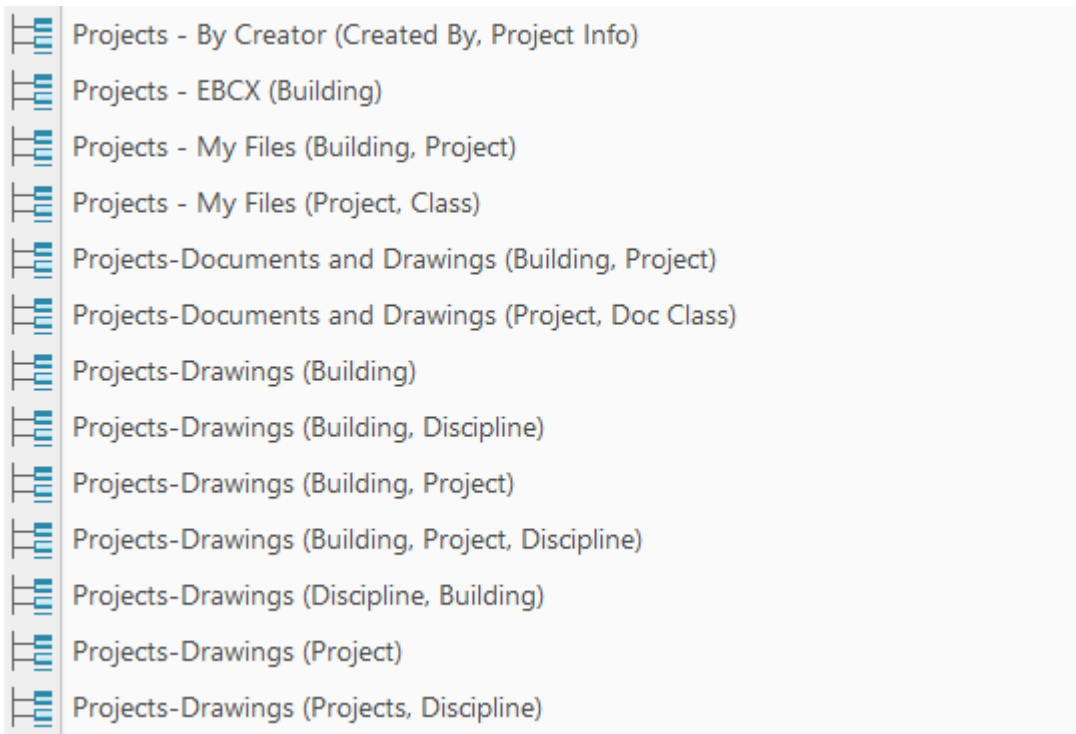 Projects - By Creator (Created By, Project Info)
Projects - EBCX (Building)
Projects - My Files (Building, Project)
Projects - My Files (Project, Class)
Projects-Documents and Drawings (Building, Project)
Projects-Documents and Drawings (Project, Doc Class)
Projects-Drawings (Building)
Projects-Drawings (Building, Discipline)
Projects-Drawings (Building, Project)
Projects-Drawings (Building, Project, Discipline)
Projects-Drawings (Discipline, Building)
Projects-Drawings (Project)
Projects-Drawings (Projects, Discipline)